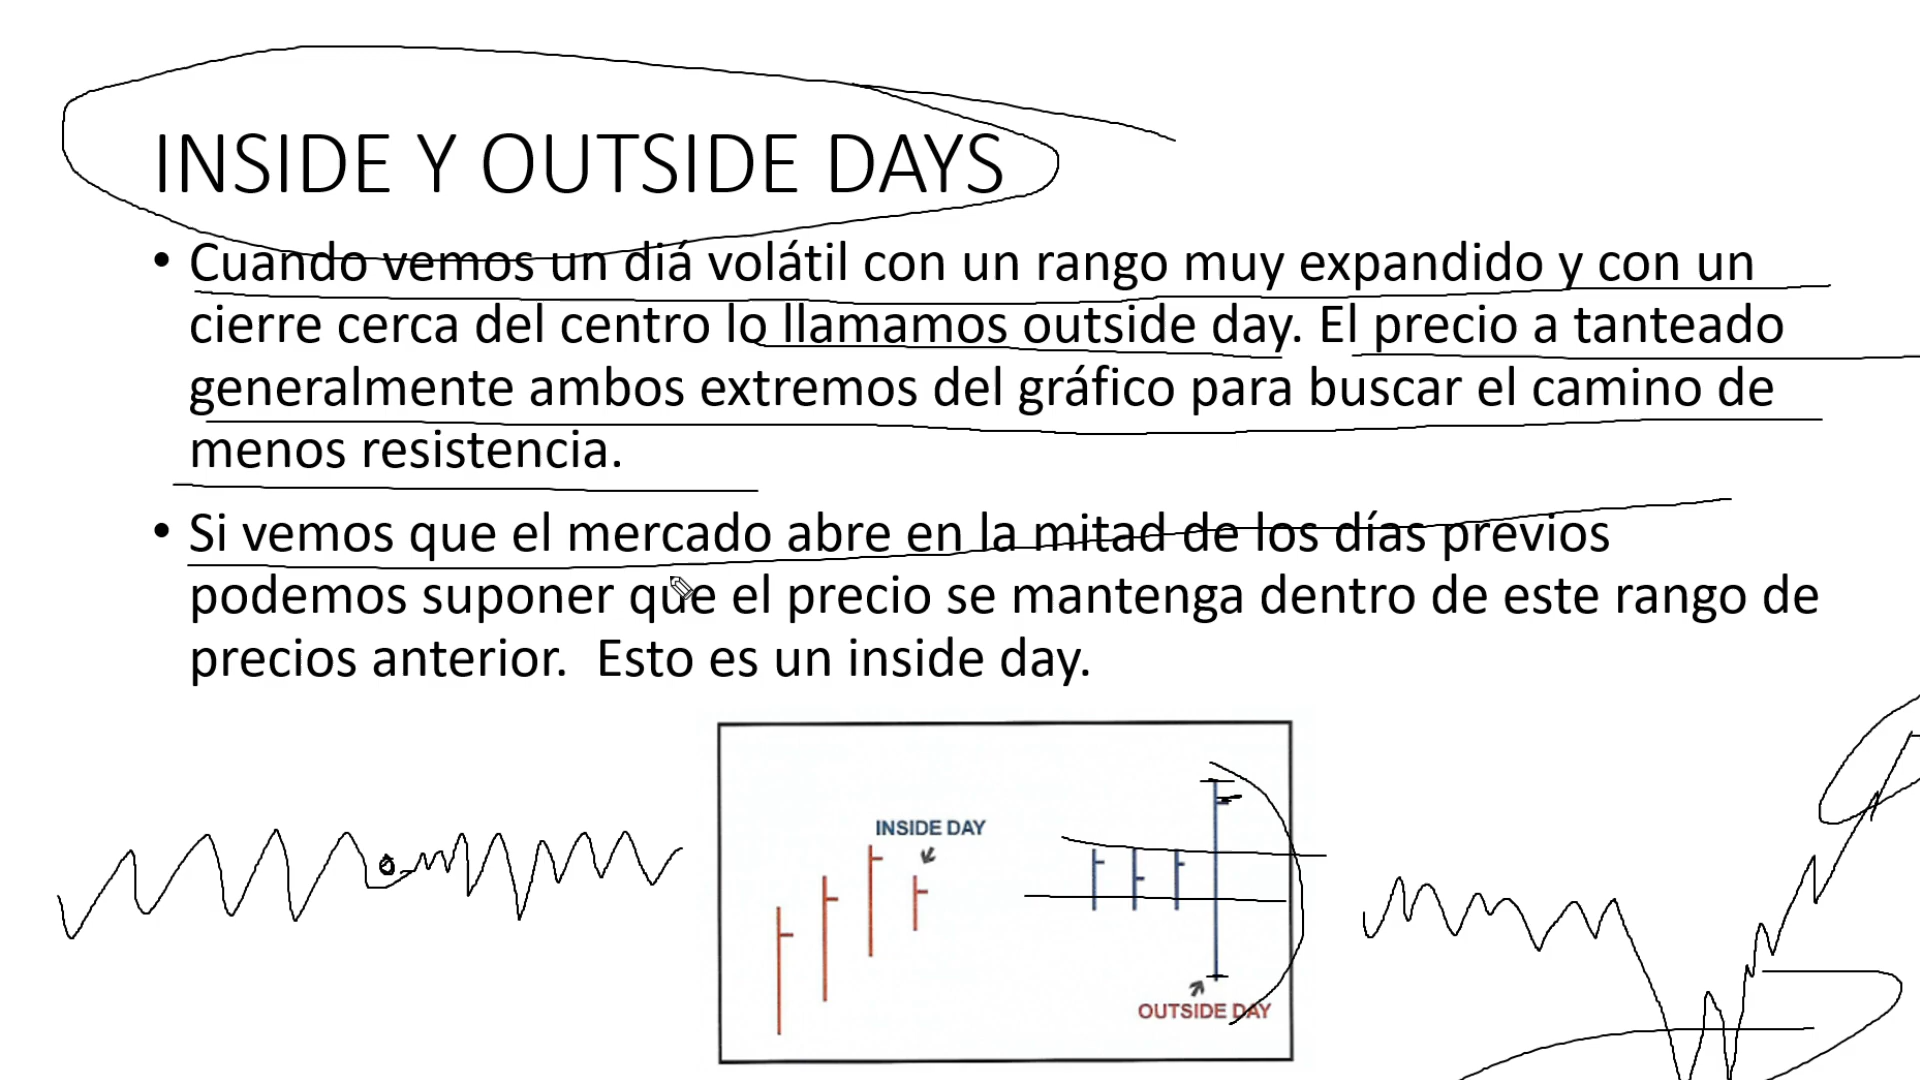 INSIDE Y OUTSIDE DAYS
• Cuando vemos un diá volátil con un rango muy expandido y con un
cierre cerca del centro lo llamamos outside day. El precio a tanteado
generalmente ambos extremos del gráfico para buscar el camino de
menos resistencia.
• Si vemos que el mercado abre en la mitad de los días previos
podemos suponer que el precio se mantenga dentro de este rango de
precios anterior.  Esto es un inside day.
INSIDE DAY
OUTSIDE DAY